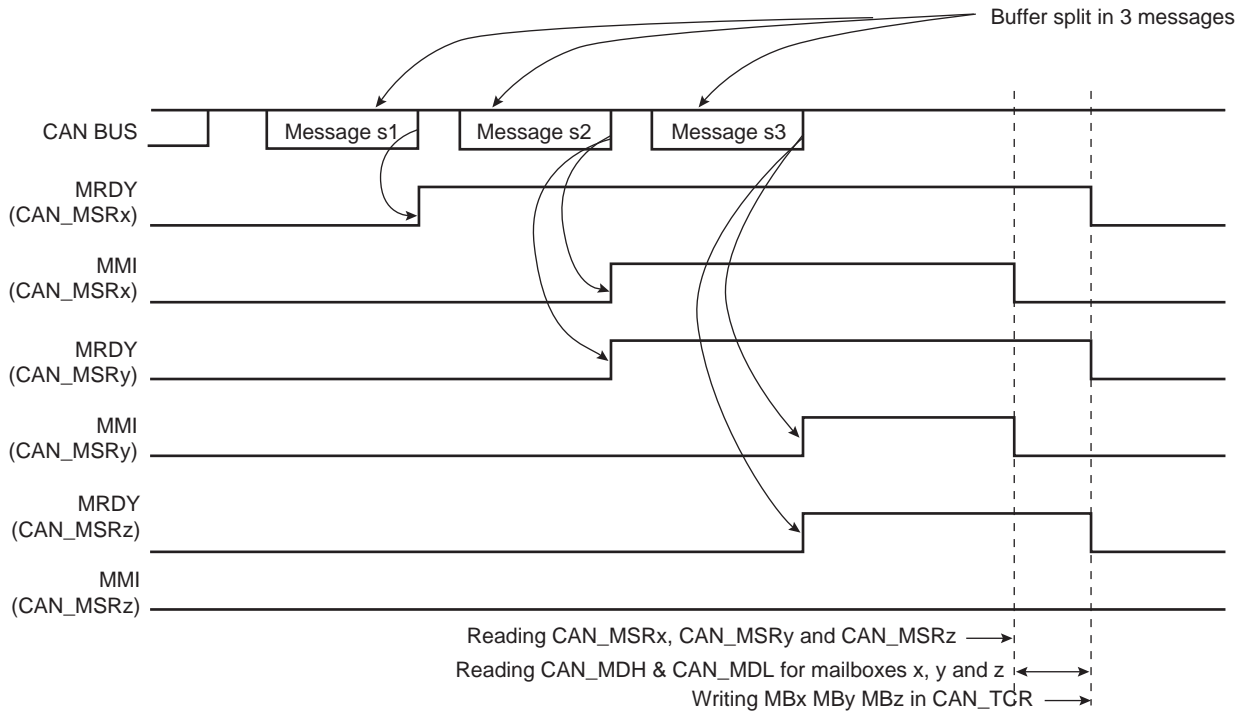 Buffer split in 3 messages
CAN BUS
Message s1
Message s2
Message s3
MRDY
(CAN_MSRx)
MMI
(CAN_MSRx)
MRDY
(CAN_MSRy)
MMI
(CAN_MSRy)
MRDY
(CAN_MSRz)
MMI
(CAN_MSRz)
Reading CAN_MSRx, CAN_MSRy and CAN_MSRz
Reading CAN_MDH & CAN_MDL for mailboxes x, y and z
Writing MBx MBy MBz in CAN_TCR